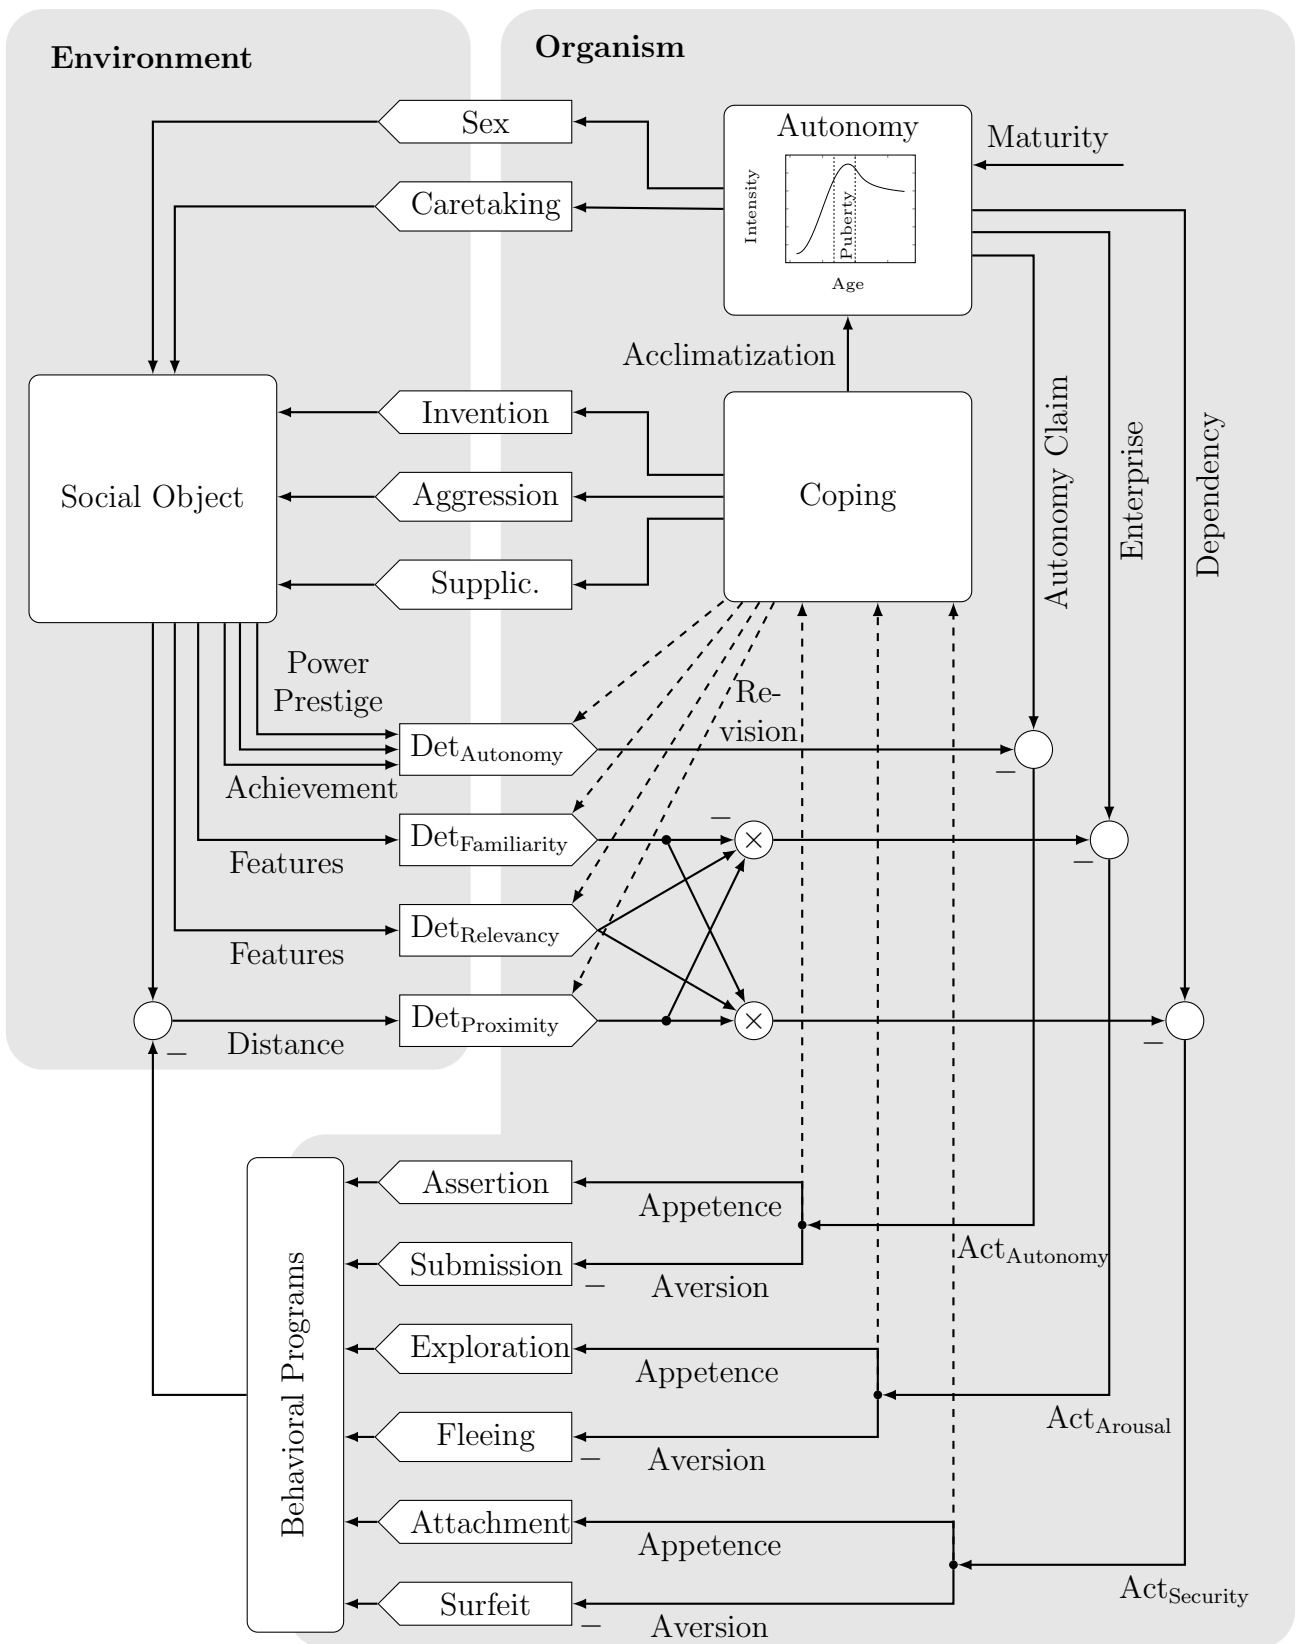 Environment
Organism
Sex
Autonomy
Maturity
Caretaking
Intensity
Puberty
Age
Acclimatization
Invention
Autonomy Claim
Enterprise
Dependency
Social Object
Aggression
Coping
Supplic.
Power
Prestige
Re-
vision
Det_Autonomy
−
Achievement
−
Det_Familiarity
−
Features
Det_Relevancy
Features
×
×
Det_Proximity
−
Distance
−
Assertion
Appetence
Act_Autonomy
Submission
−
Aversion
Behavioral Programs
Exploration
Appetence
Act_Arousal
Fleeing
−
Aversion
Attachment
Appetence
Act_Security
Surfeit
−
Aversion